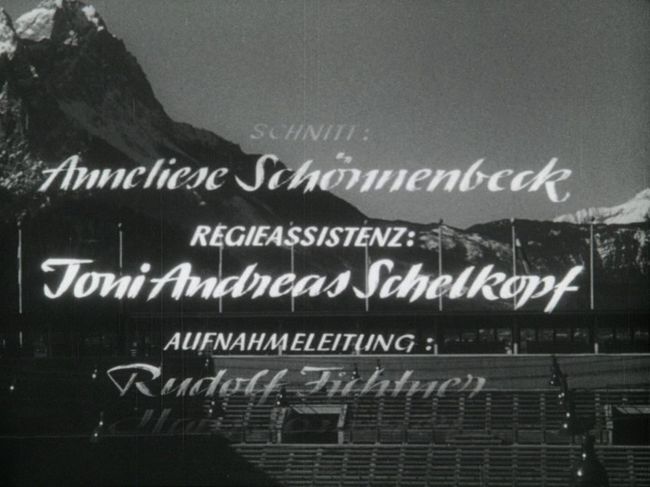 SCHNITT:
Anneliese Schönnenbeck
REGIEASSISTENZ:
Toni Andreas Schelkopf
AUFNAHMELEITUNG:
Rudolf Fichtner